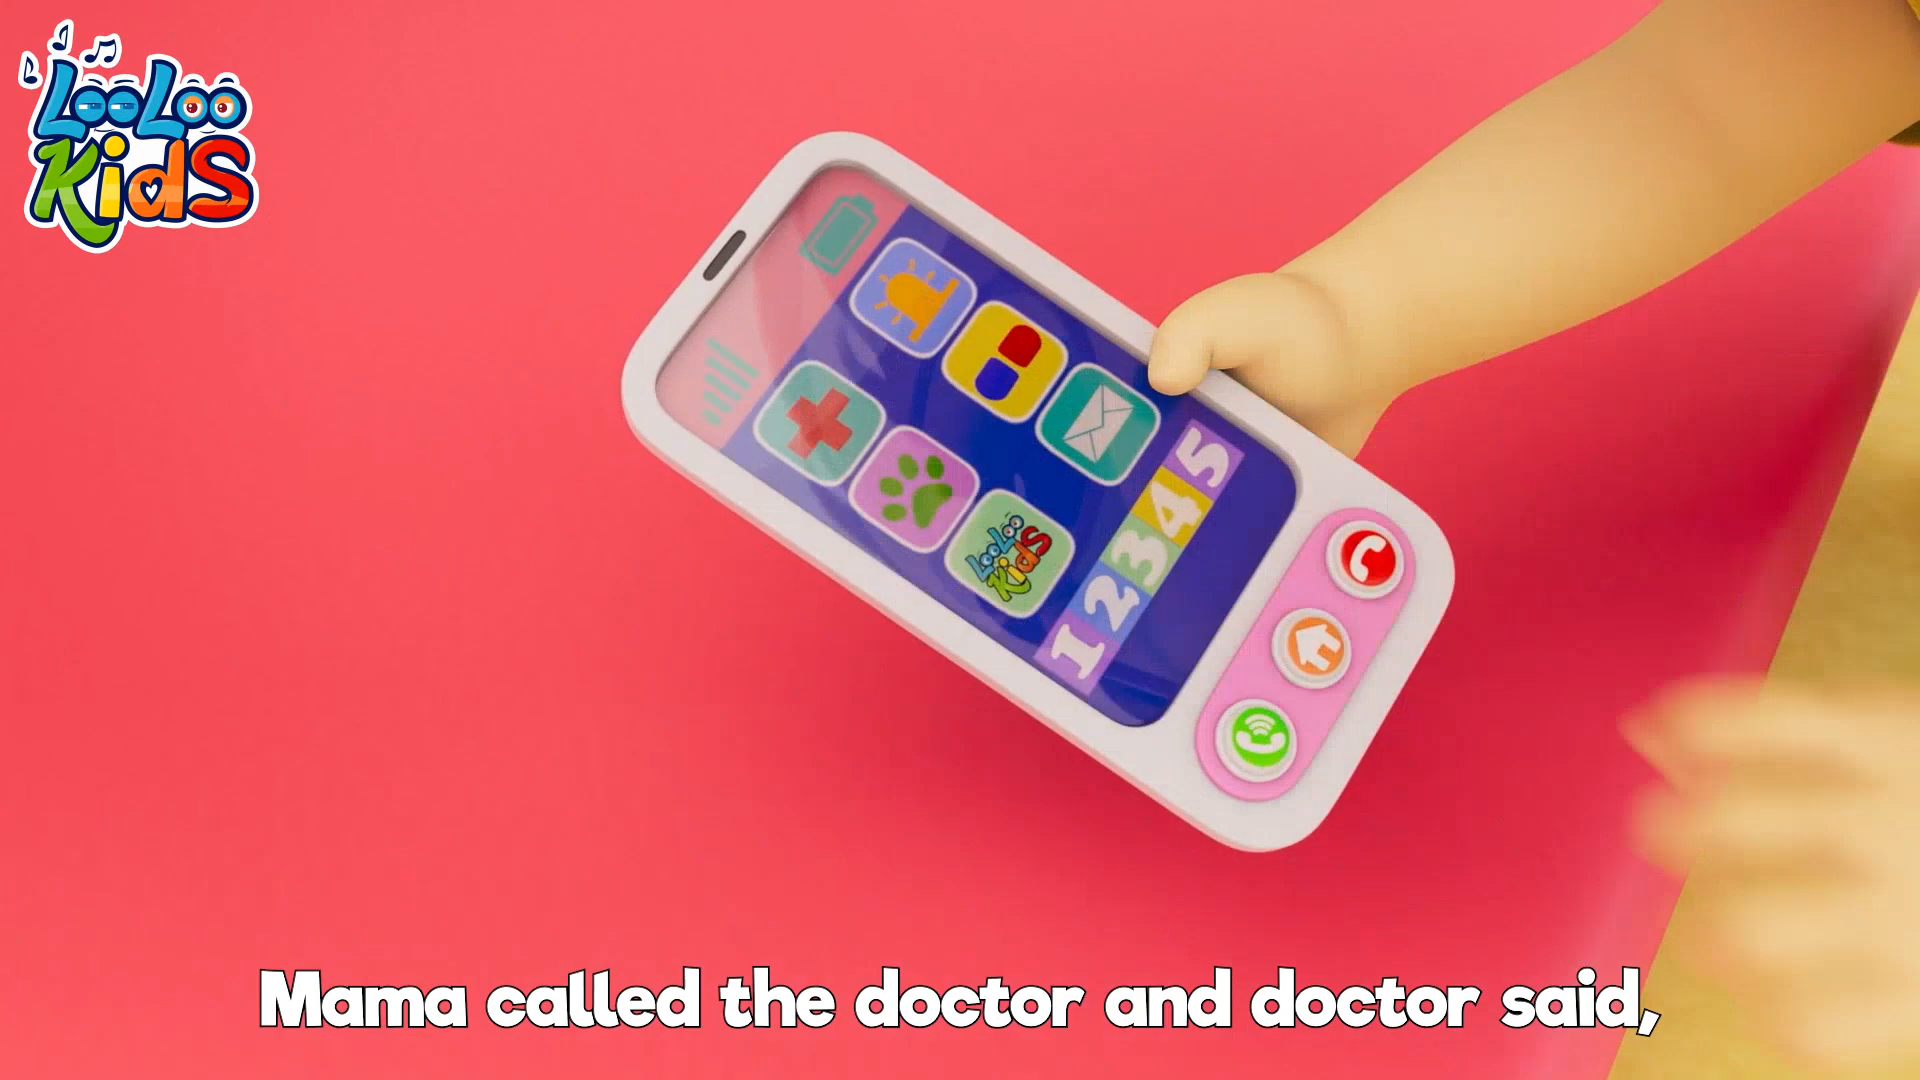 LooLoo
Kids
LooLoo
Kids
1 2 3 4 5
Mama called the doctor and doctor said,